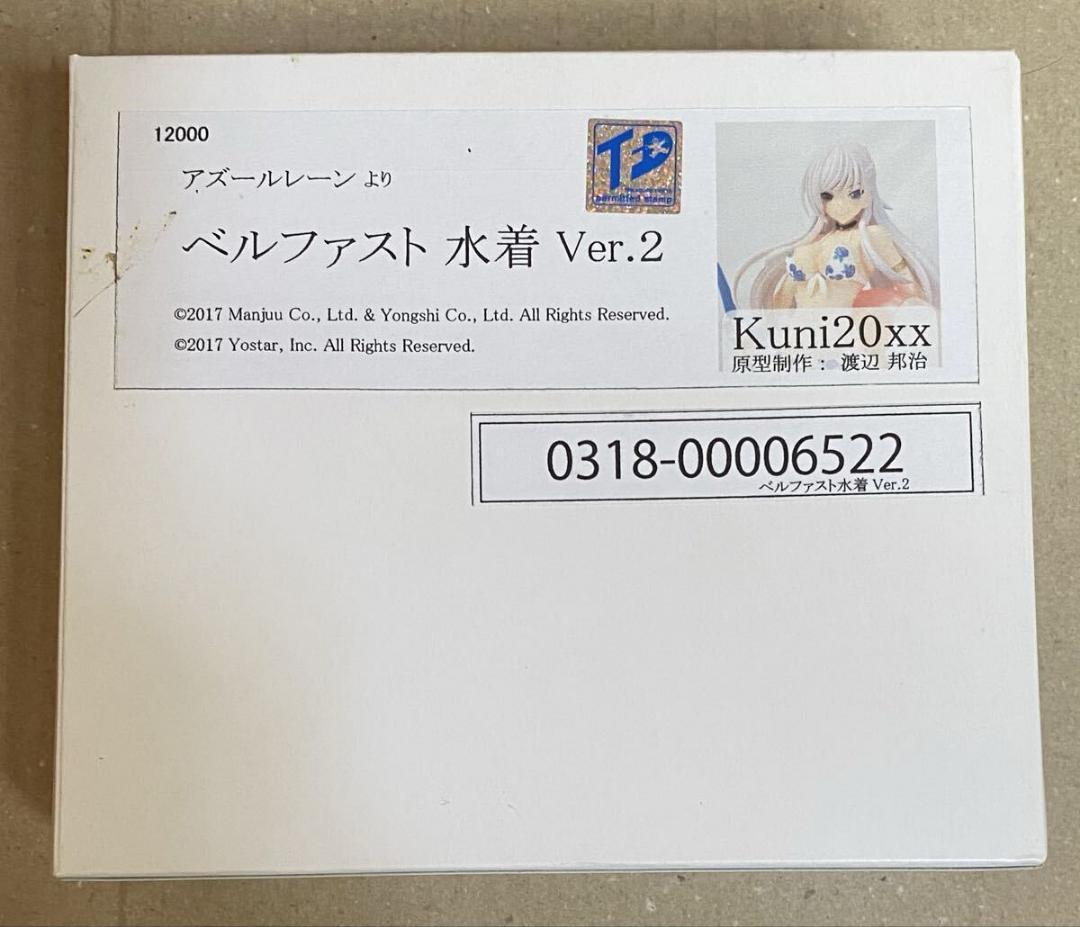 12000
アズールレーン より
ベルファスト 水着 Ver.2
©2017 Manjuu Co., Ltd. & Yongshi Co., Ltd. All Rights Reserved.
©2017 Yostar, Inc. All Rights Reserved.
TD
permitted stamp
Kuni20xx
原型制作 : 渡辺 邦治
0318-00006522
ベルファスト水着 Ver.2